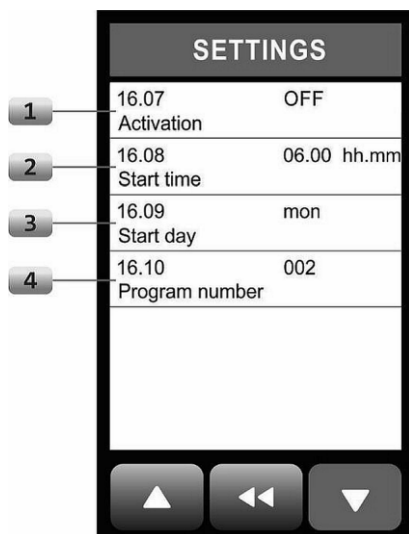 SETTINGS
1
16.07 OFF
Activation
2
16.08 06.00 hh.mm
Start time
3
16.09 mon
Start day
4
16.10 002
Program number